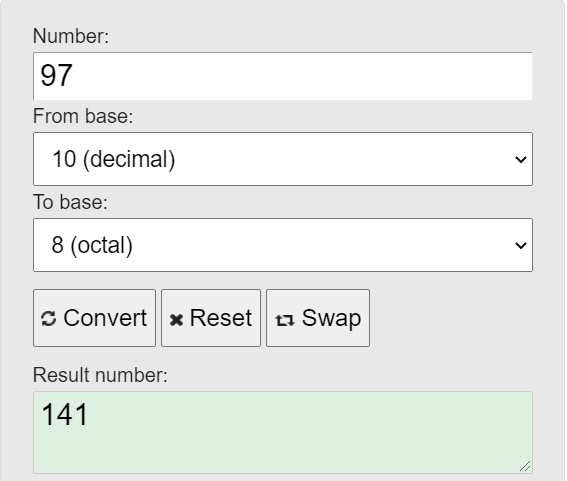 Number:
97
From base:
10 (decimal)
To base:
8 (octal)
Convert Reset Swap
Result number:
141